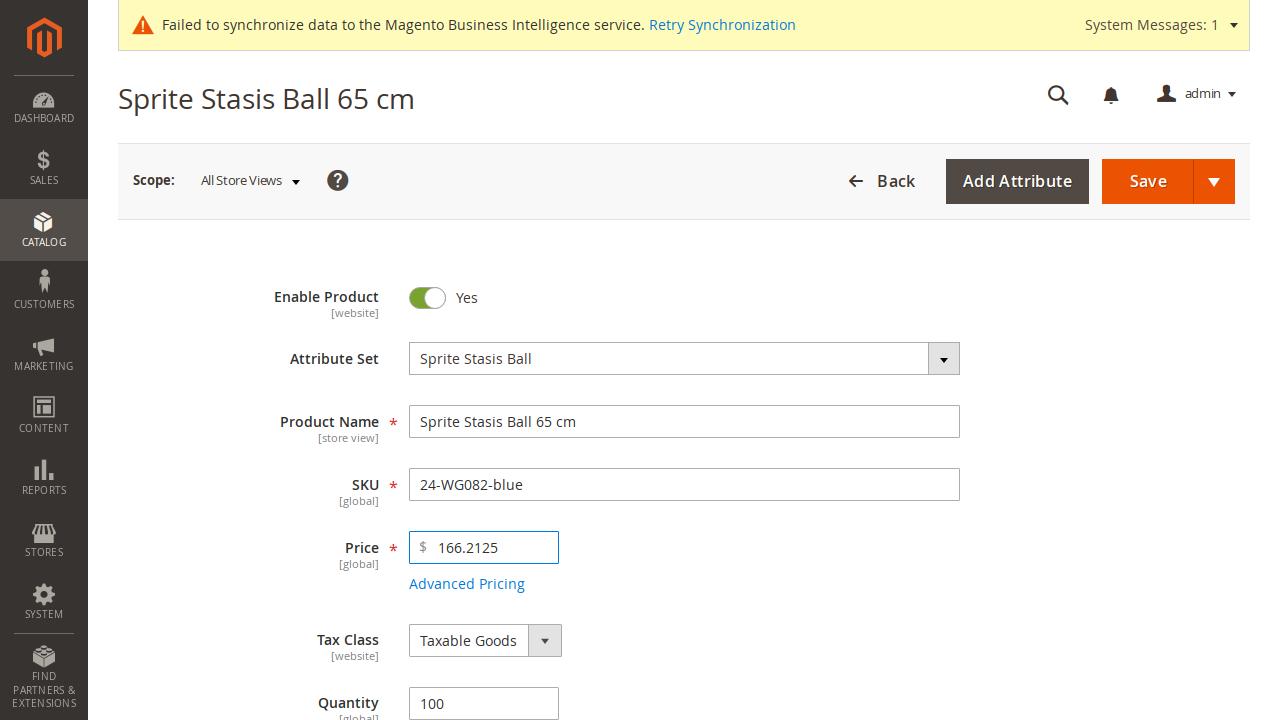 Failed to synchronize data to the Magento Business Intelligence service. Retry Synchronization
System Messages: 1
Sprite Stasis Ball 65 cm
admin
DASHBOARD
SALES
CATALOG
CUSTOMERS
MARKETING
CONTENT
REPORTS
STORES
SYSTEM
FIND
PARTNERS &
EXTENSIONS
Scope:
All Store Views
?
Back
Add Attribute
Save
Enable Product
[website]
Yes
Attribute Set
Sprite Stasis Ball
Product Name *
[store view]
Sprite Stasis Ball 65 cm
SKU *
[global]
24-WG082-blue
Price *
[global]
$ 166.2125
Advanced Pricing
Tax Class
[website]
Taxable Goods
Quantity
[global]
100